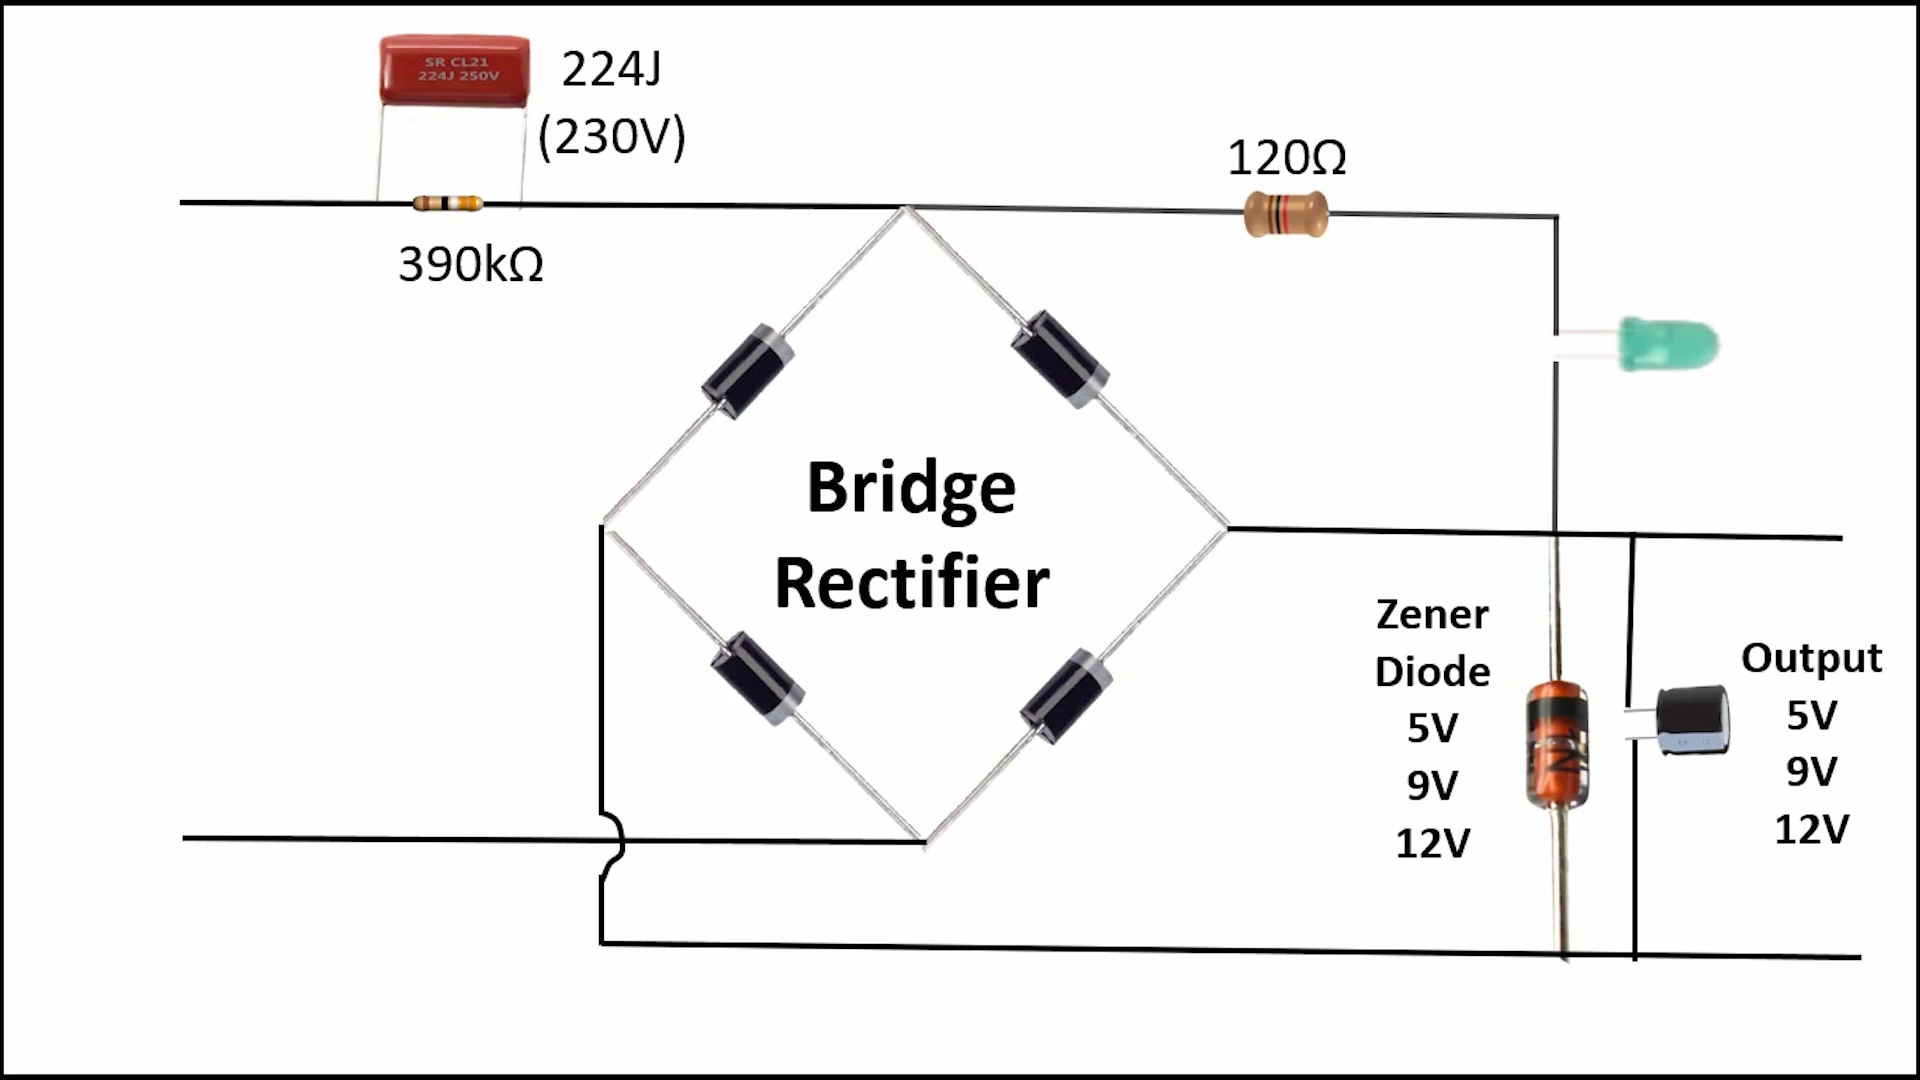 SR CL21
224J 250V
224J
(230V)
390kΩ
120Ω
Bridge
Rectifier
Zener
Diode
5V
9V
12V
Output
5V
9V
12V